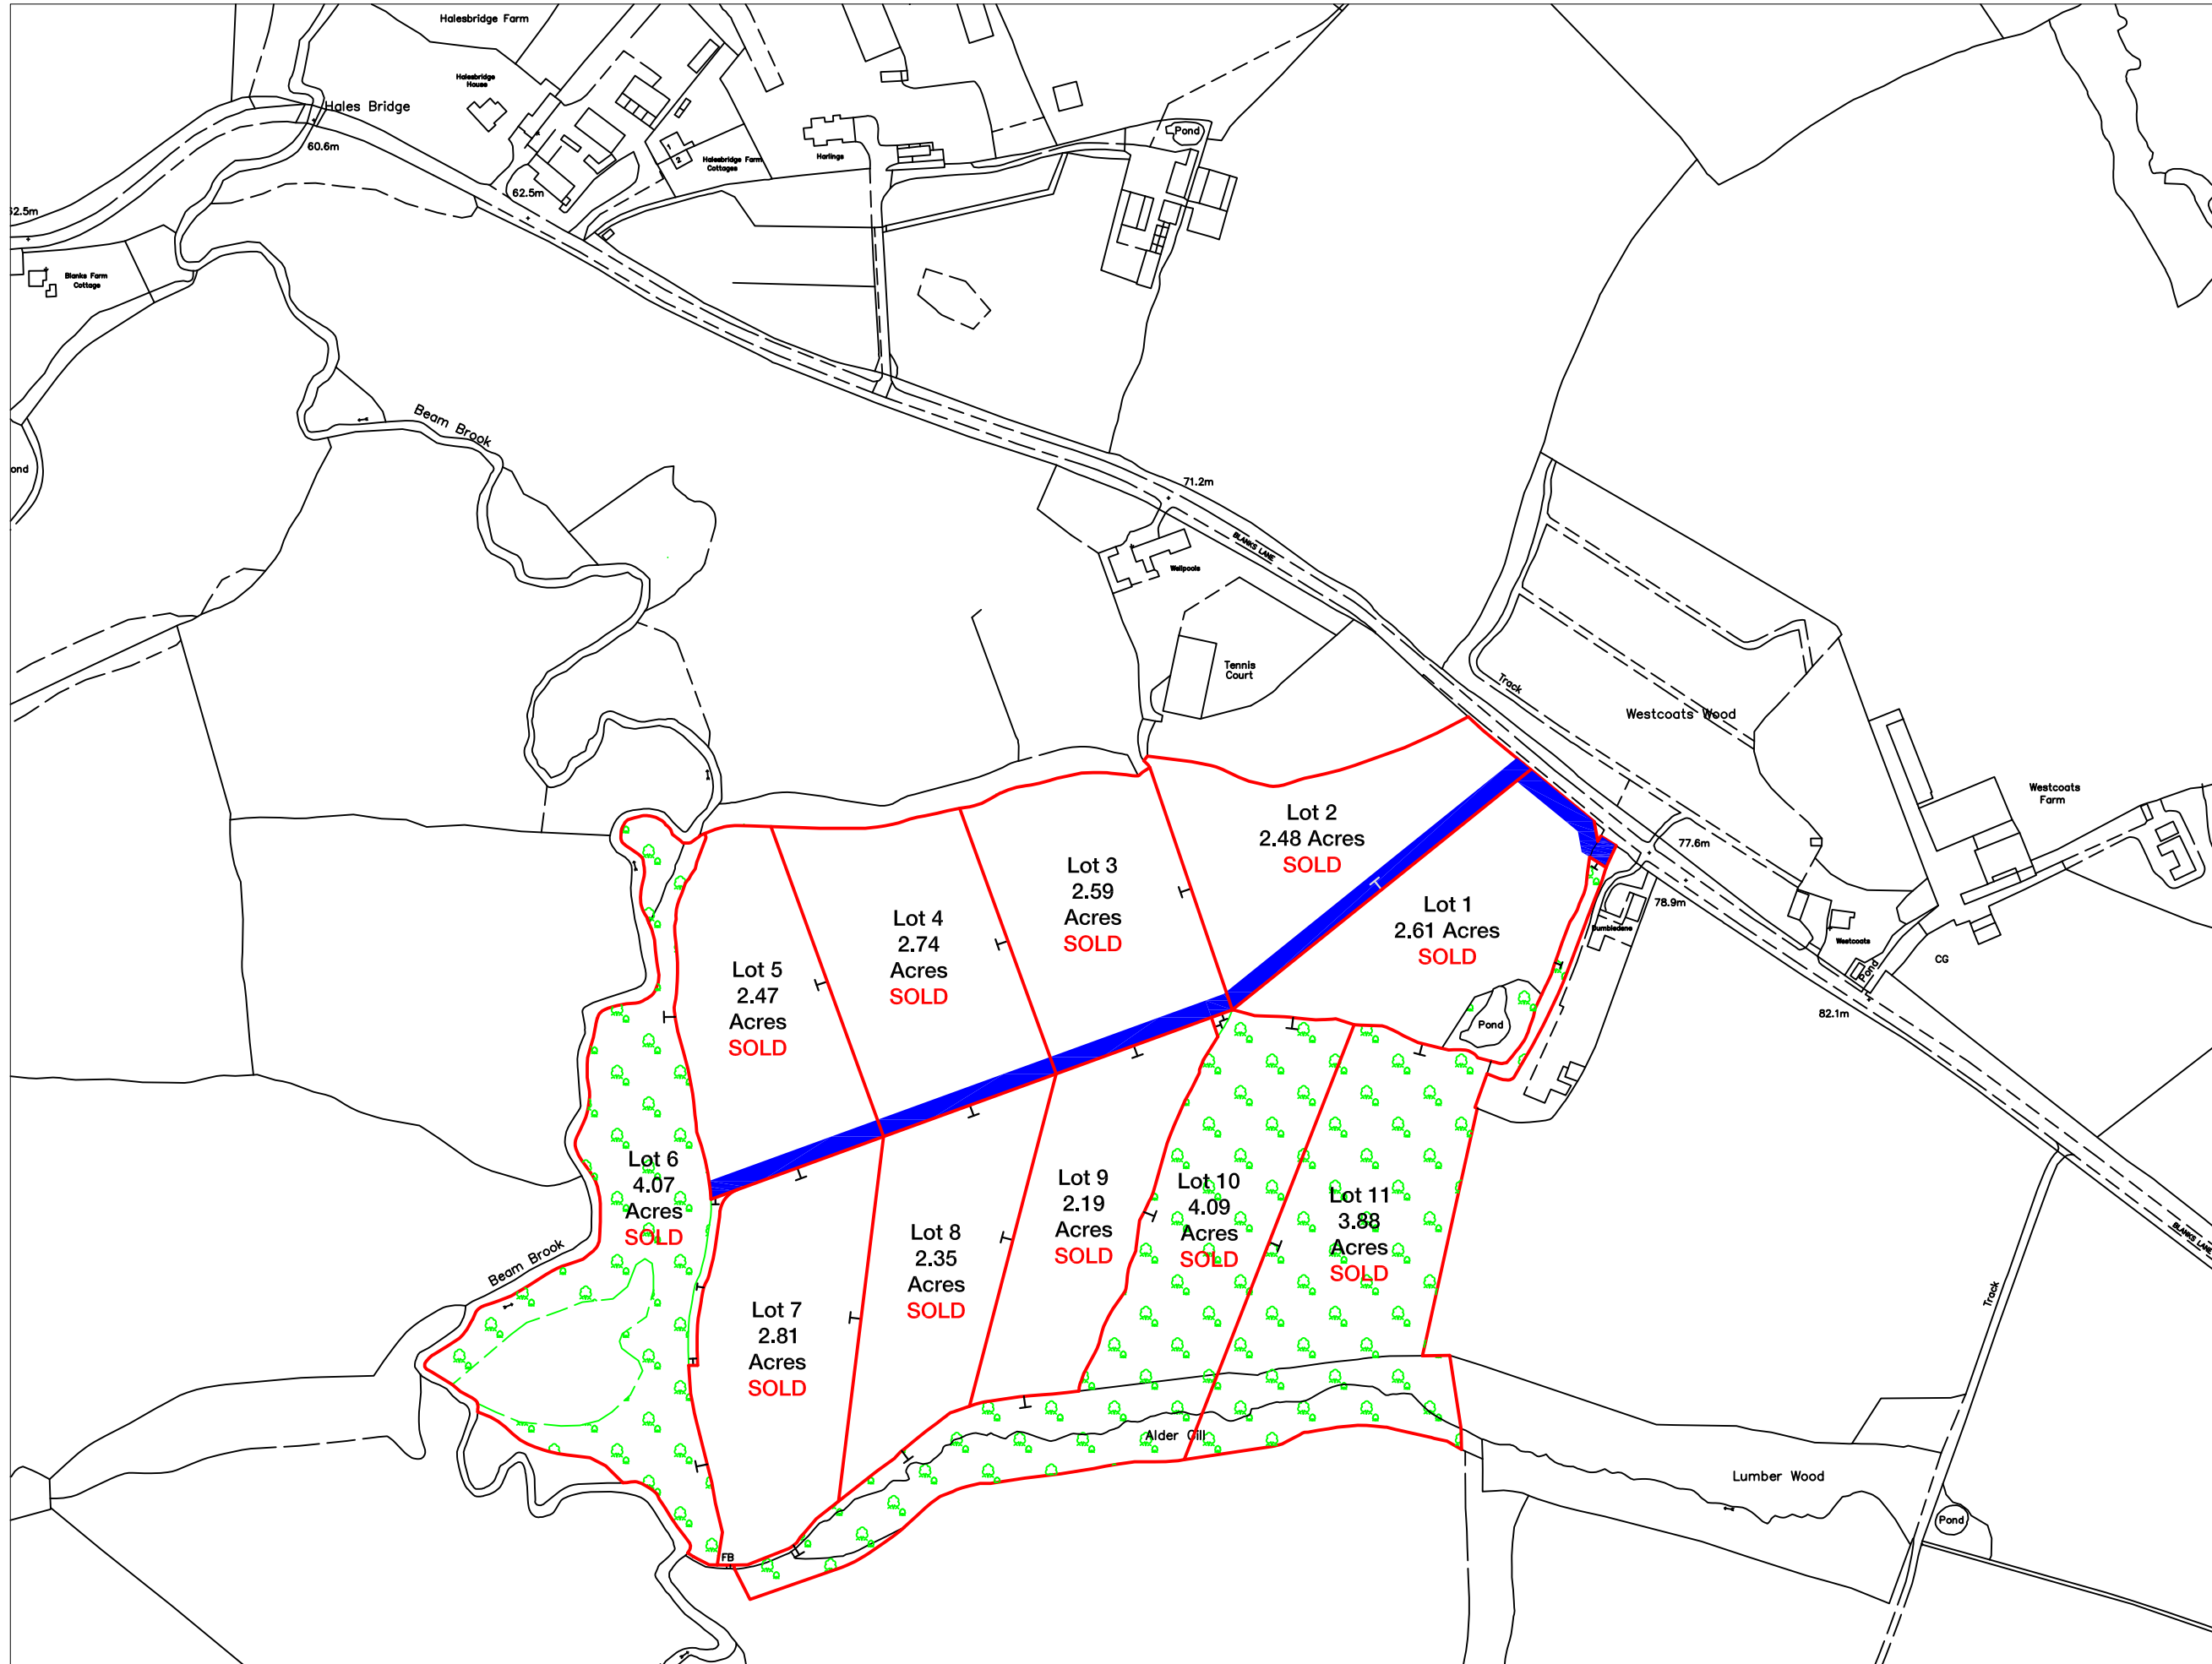 Halesbridge Farm
Halesbridge
House
Hales Bridge
60.6m
62.5m
1
2
Halesbridge Farm
Cottages
Harlings
Pond
Blanks Farm
Cottage
Beam Brook
ond
71.2m
BLANKS LANE
Wellpools
Tennis
Court
Track
Westcoats Wood
Westcoats
Farm
77.6m
78.9m
Bumbledene
Westcoats
Pond
CG
82.1m
Lot 2
2.48 Acres
SOLD
Lot 1
2.61 Acres
SOLD
Pond
Lot 3
2.59
Acres
SOLD
Lot 4
2.74
Acres
SOLD
Lot 5
2.47
Acres
SOLD
Lot 6
4.07
Acres
SOLD
Lot 7
2.81
Acres
SOLD
Lot 8
2.35
Acres
SOLD
Lot 9
2.19
Acres
SOLD
Lot 10
4.09
Acres
SOLD
Lot 11
3.88
Acres
SOLD
Beam Brook
BLANKS LANE
Track
Alder Gill
Lumber Wood
Pond
FB